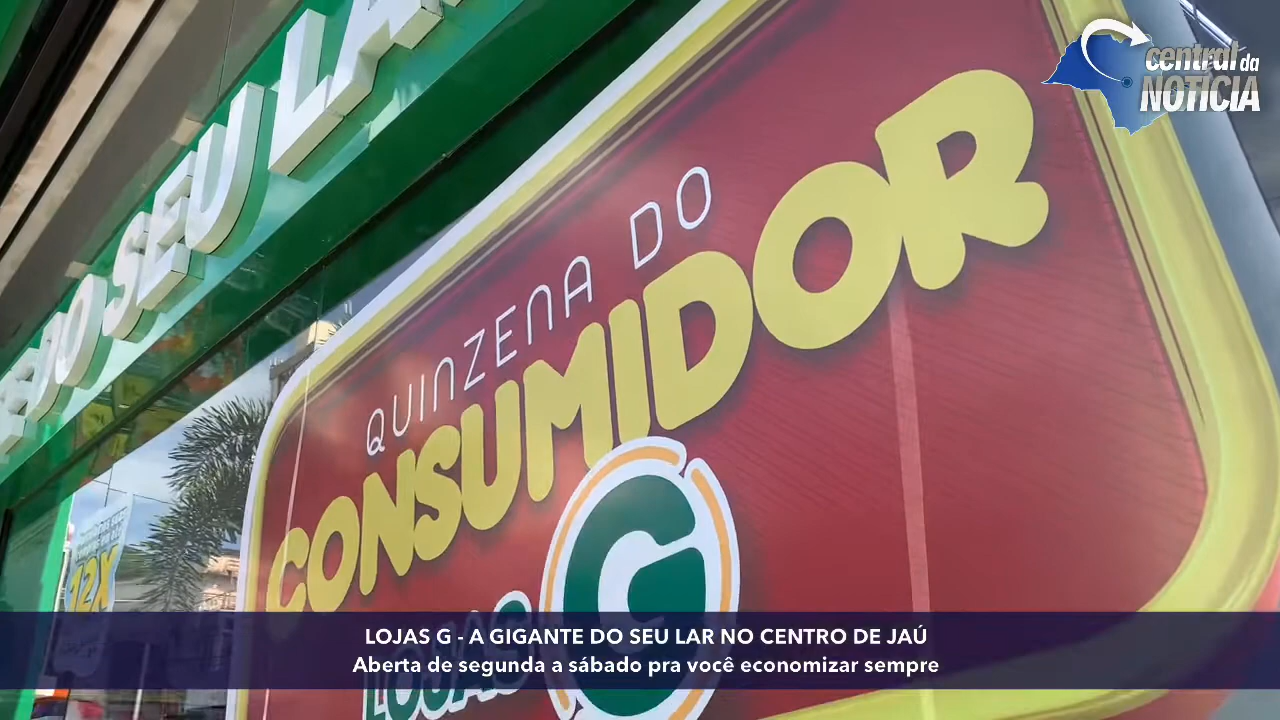 central da
NOTÍCIA
DO SEU LA
QUINZENA DO
CONSUMIDOR
LOJAS G
12X
LOJAS G - A GIGANTE DO SEU LAR NO CENTRO DE JAÚ
Aberta de segunda a sábado pra você economizar sempre